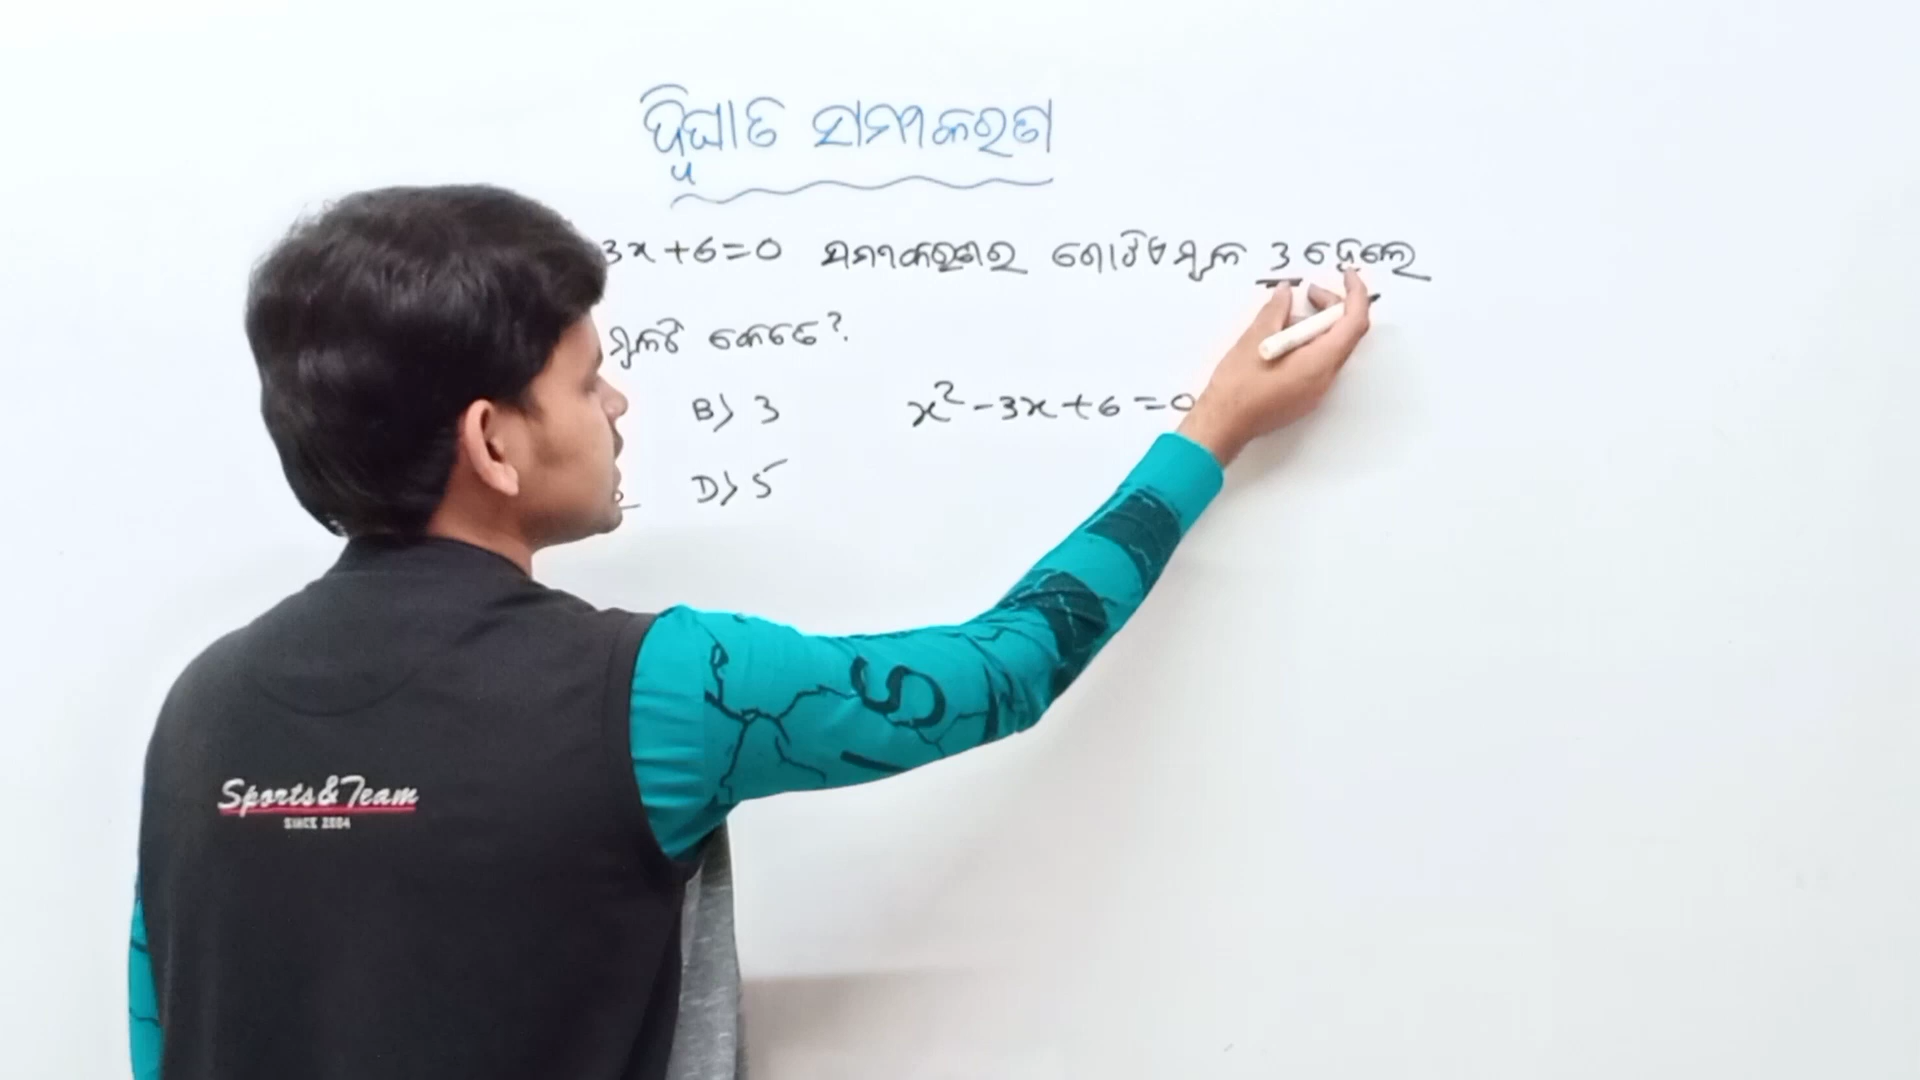 ଦ୍ୱିଘାତ ସମୀକରଣ
3x+6=0 ସମୀକରଣର ଗୋଟିଏ ମୂଳ 3 ହେଲେ
ମୂଳଟି କେତେ?
B) 3
x²-3x+6=0
D) 5
Sports&Team
SINCE 2004